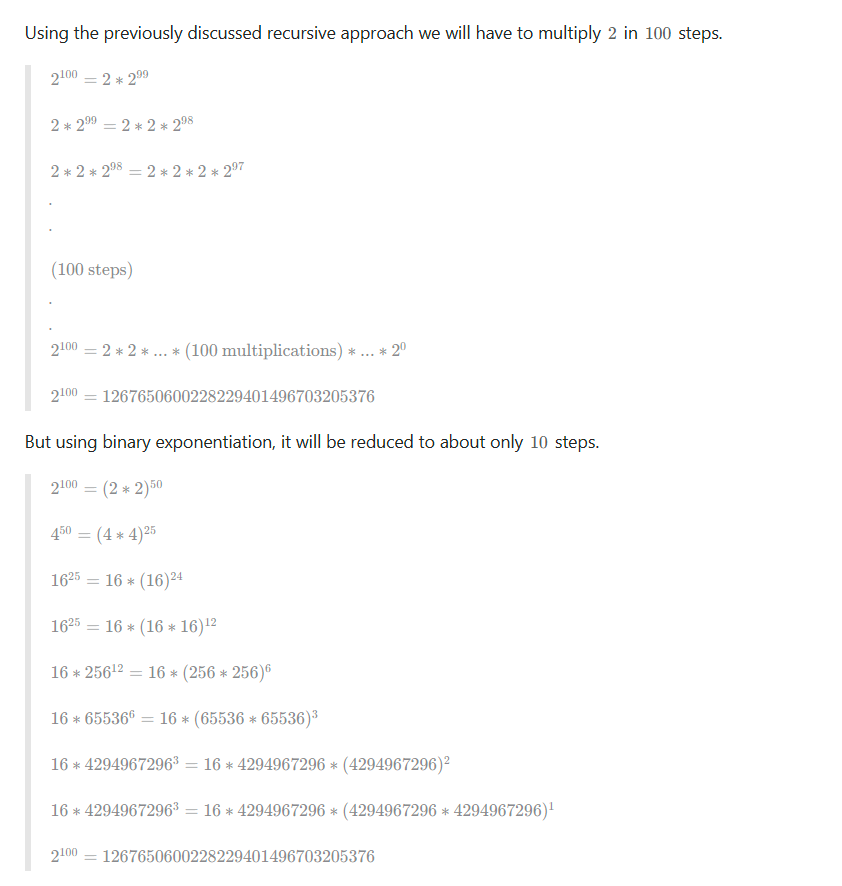 Using the previously discussed recursive approach we will have to multiply 2 in 100 steps.
2^100 = 2 * 2^99
2 * 2^99 = 2 * 2 * 2^98
2 * 2 * 2^98 = 2 * 2 * 2 * 2^97
.
.
(100 steps)
.
.
2^100 = 2 * 2 * ... * (100 multiplications) * ... * 2^0
2^100 = 1267650600228229401496703205376
But using binary exponentiation, it will be reduced to about only 10 steps.
2^100 = (2 * 2)^50
4^50 = (4 * 4)^25
16^25 = 16 * (16)^24
16^25 = 16 * (16 * 16)^12
16 * 256^12 = 16 * (256 * 256)^6
16 * 65536^6 = 16 * (65536 * 65536)^3
16 * 4294967296^3 = 16 * 4294967296 * (4294967296)^2
16 * 4294967296^3 = 16 * 4294967296 * (4294967296 * 4294967296)^1
2^100 = 1267650600228229401496703205376